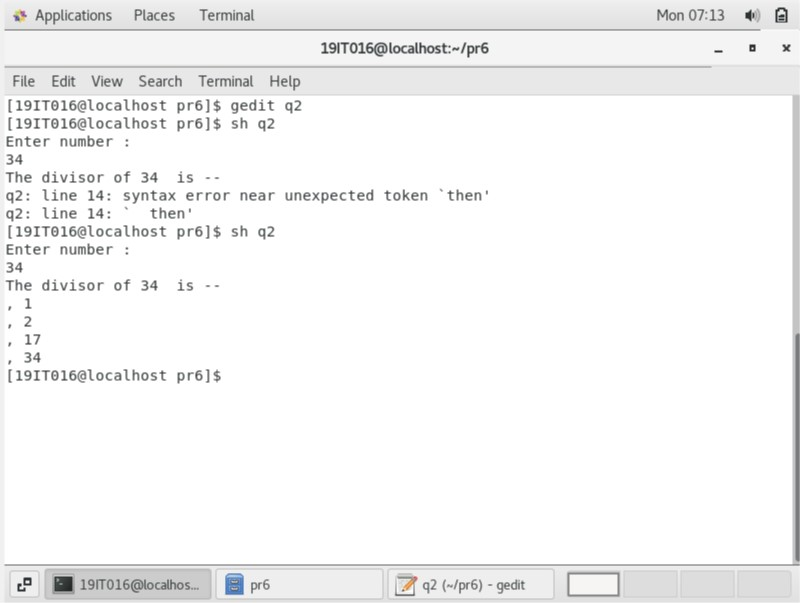 Applications Places Terminal Mon 07:13
19IT016@localhost:~/pr6
File Edit View Search Terminal Help
[19IT016@localhost pr6]$ gedit q2
[19IT016@localhost pr6]$ sh q2
Enter number :
34
The divisor of 34  is --
q2: line 14: syntax error near unexpected token `then'
q2: line 14: `  then'
[19IT016@localhost pr6]$ sh q2
Enter number :
34
The divisor of 34  is --
, 1
, 2
, 17
, 34
[19IT016@localhost pr6]$
19IT016@localhos... pr6 q2 (~/pr6) - gedit